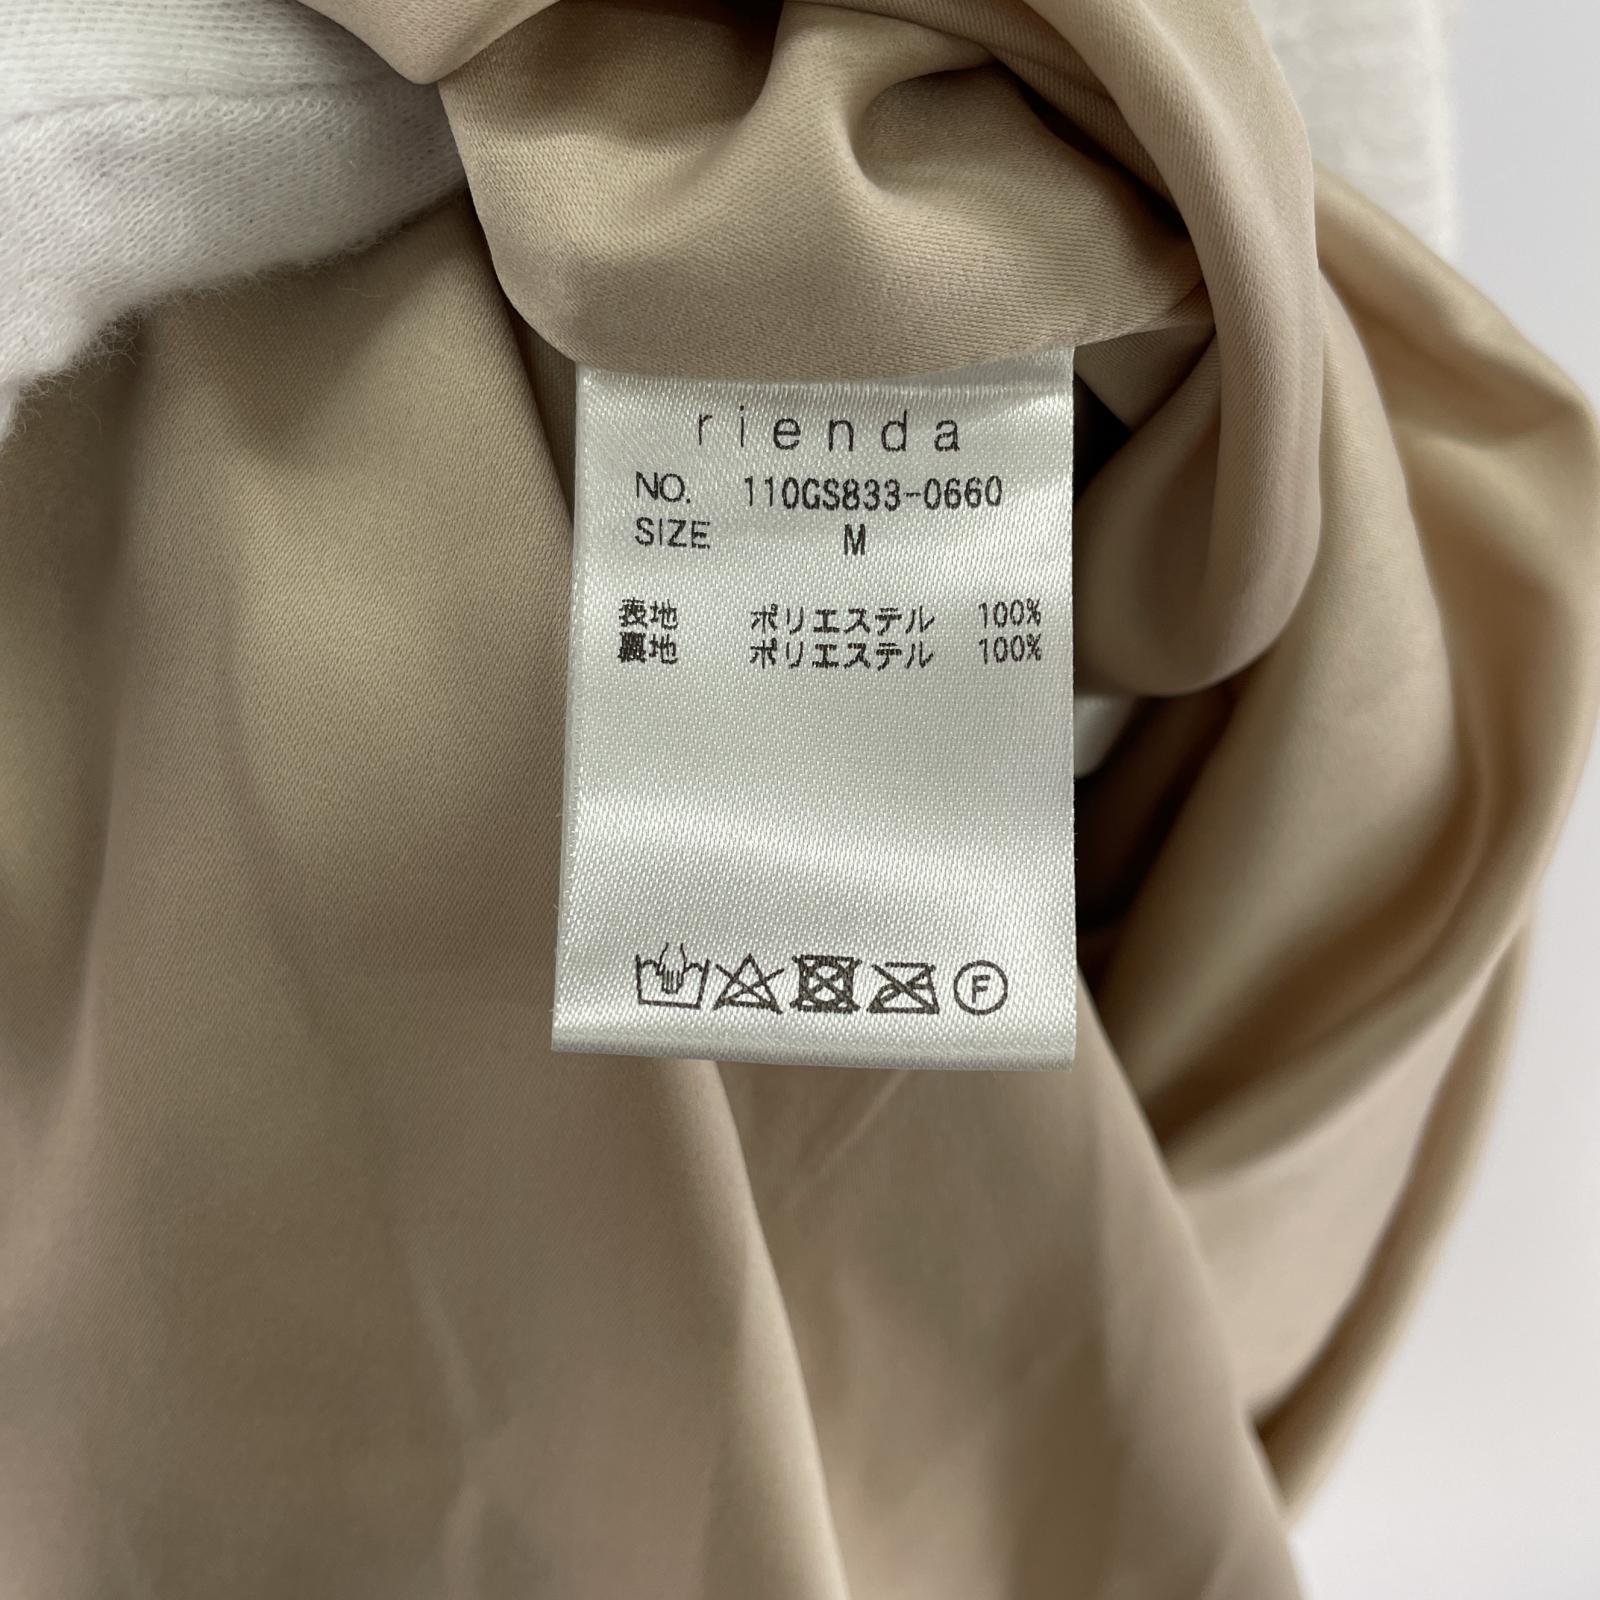 rienda
NO. 110GS833-0660
SIZE M
表地 ポリエステル 100%
裏地 ポリエステル 100%
F